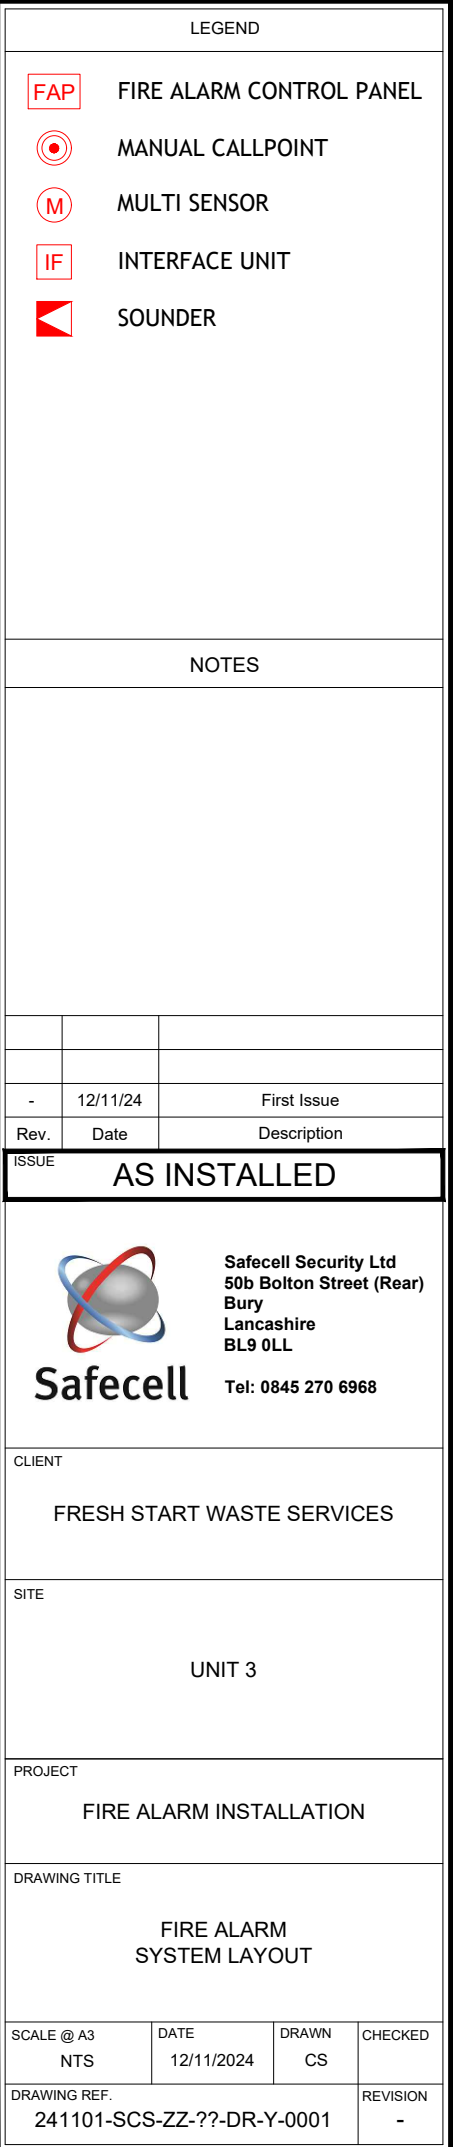 LEGEND
FAP FIRE ALARM CONTROL PANEL
MANUAL CALLPOINT
M MULTI SENSOR
IF INTERFACE UNIT
SOUNDER
NOTES
- 12/11/24 First Issue
Rev. Date Description
ISSUE
AS INSTALLED
Safecell
Safecell Security Ltd
50b Bolton Street (Rear)
Bury
Lancashire
BL9 0LL
Tel: 0845 270 6968
CLIENT
FRESH START WASTE SERVICES
SITE
UNIT 3
PROJECT
FIRE ALARM INSTALLATION
DRAWING TITLE
FIRE ALARM
SYSTEM LAYOUT
SCALE @ A3 DATE DRAWN CHECKED
NTS 12/11/2024 CS
DRAWING REF. REVISION
241101-SCS-ZZ-??-DR-Y-0001 -